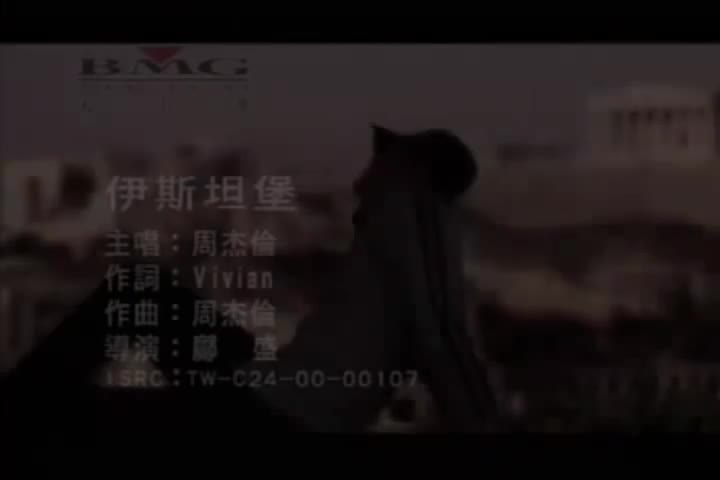 BMG
伊斯坦堡
主唱：周杰倫
作詞：Vivian
作曲：周杰倫
導演：鄺　盛
ISRC：TW-C24-00-00107